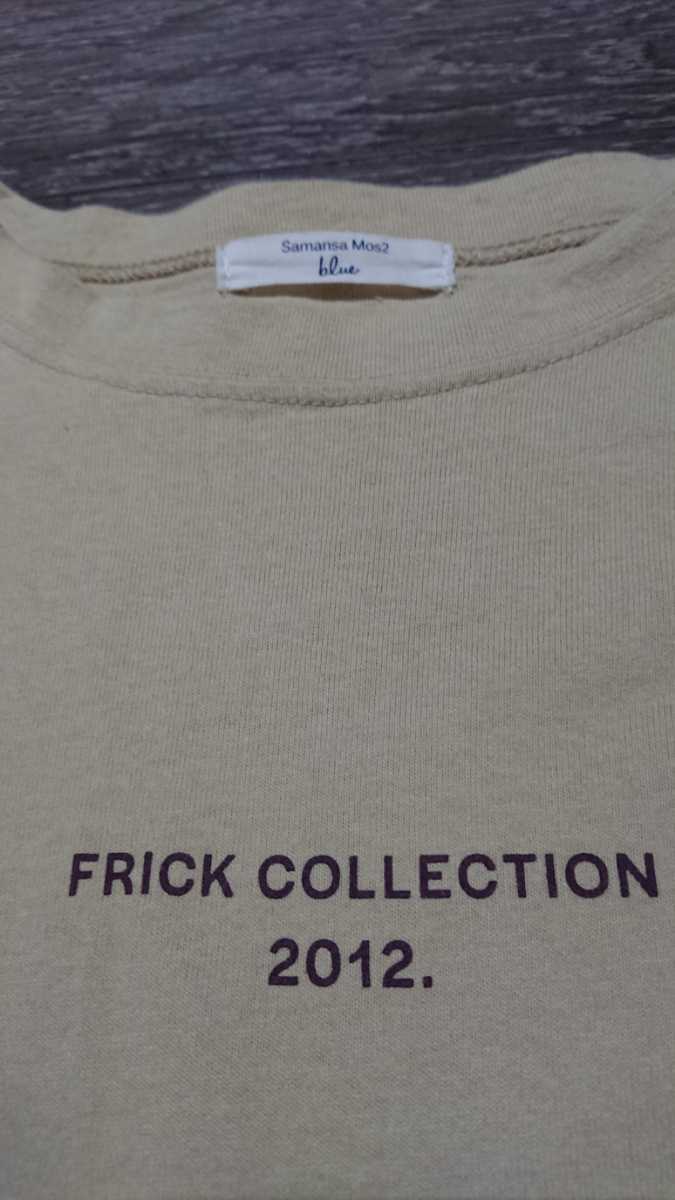 Samansa Mos2
blue
FRICK COLLECTION
2012.